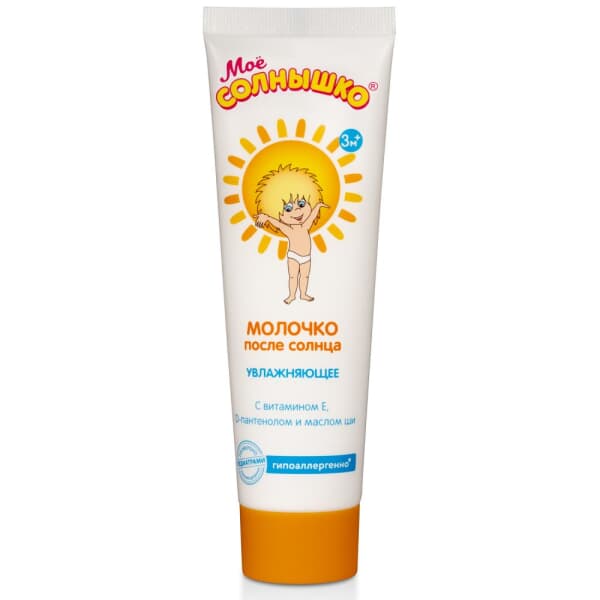 Моё
СОЛНЫШКО®
3м+
МОЛОЧКО
после солнца
УВЛАЖНЯЮЩЕЕ
С витамином Е,
D-пантенолом и маслом ши
гипоаллергенно*